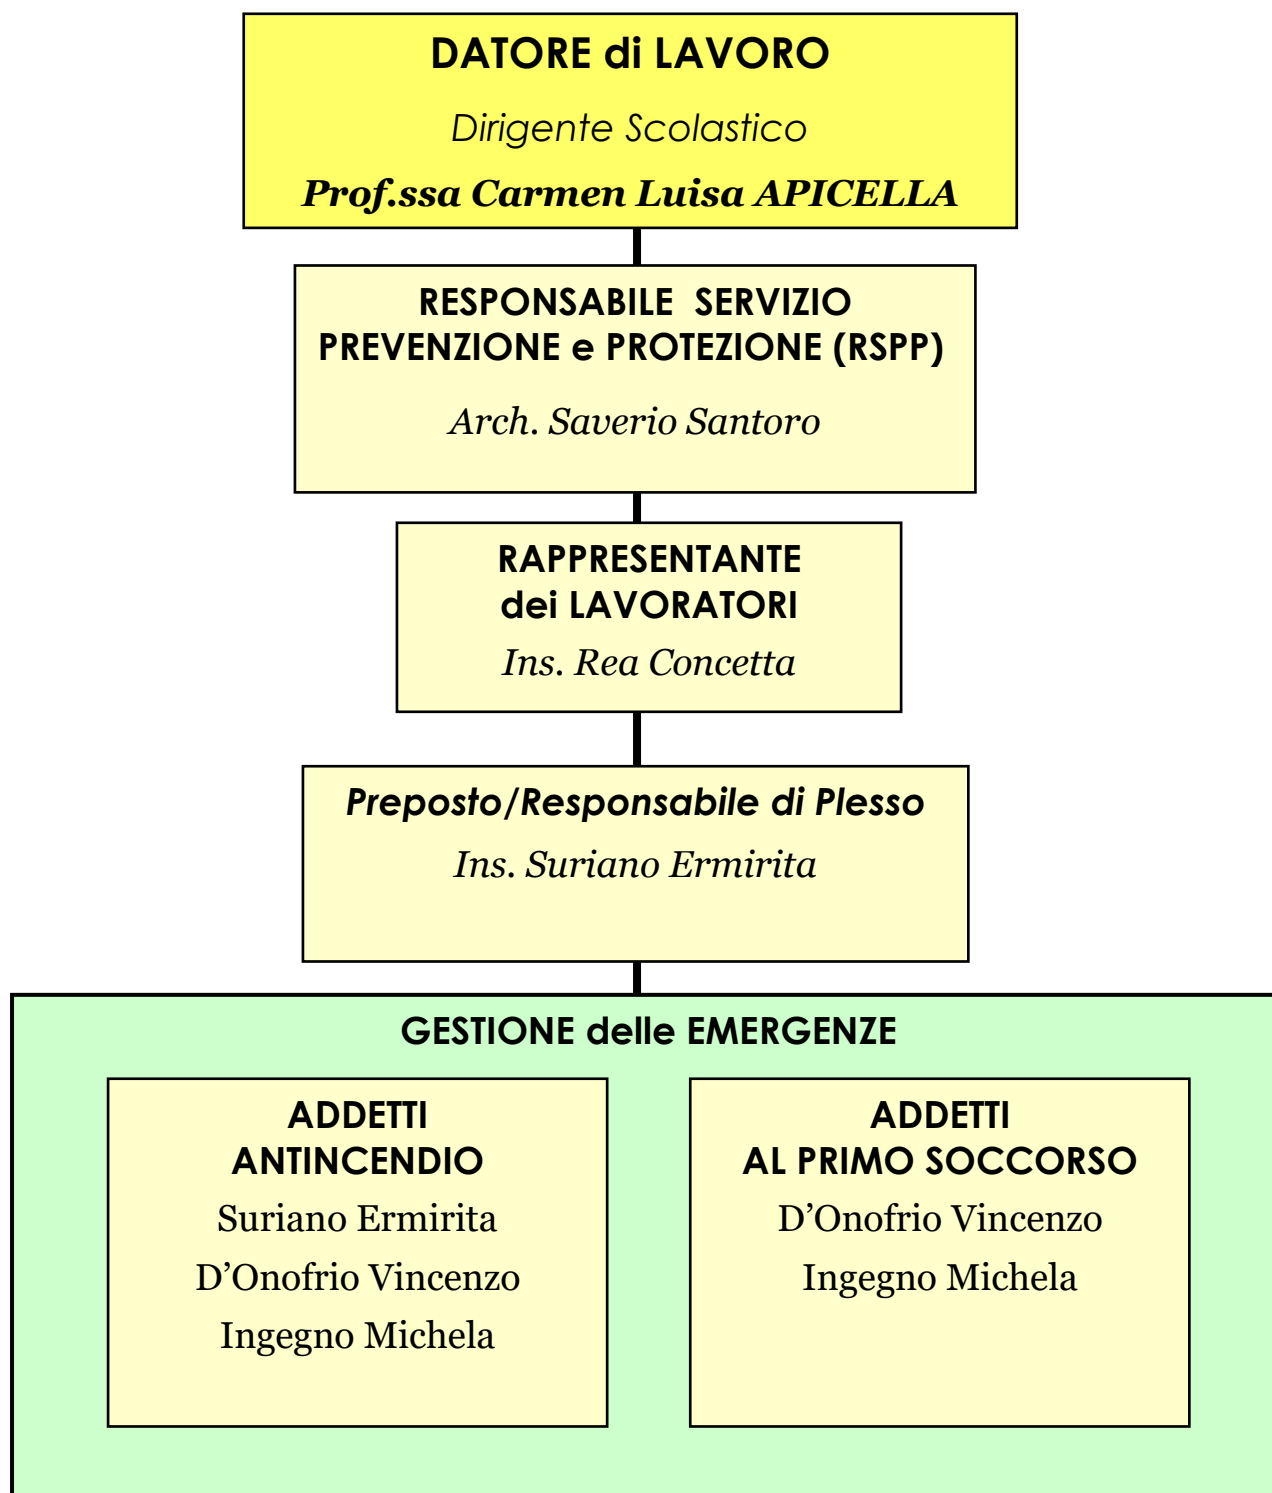 DATORE di LAVORO
Dirigente Scolastico
Prof.ssa Carmen Luisa APICELLA
RESPONSABILE SERVIZIO
PREVENZIONE e PROTEZIONE (RSPP)
Arch. Saverio Santoro
RAPPRESENTANTE
dei LAVORATORI
Ins. Rea Concetta
Preposto/Responsabile di Plesso
Ins. Suriano Ermirita
GESTIONE delle EMERGENZE
ADDETTI
ANTINCENDIO
Suriano Ermirita
D’Onofrio Vincenzo
Ingegno Michela
ADDETTI
AL PRIMO SOCCORSO
D’Onofrio Vincenzo
Ingegno Michela